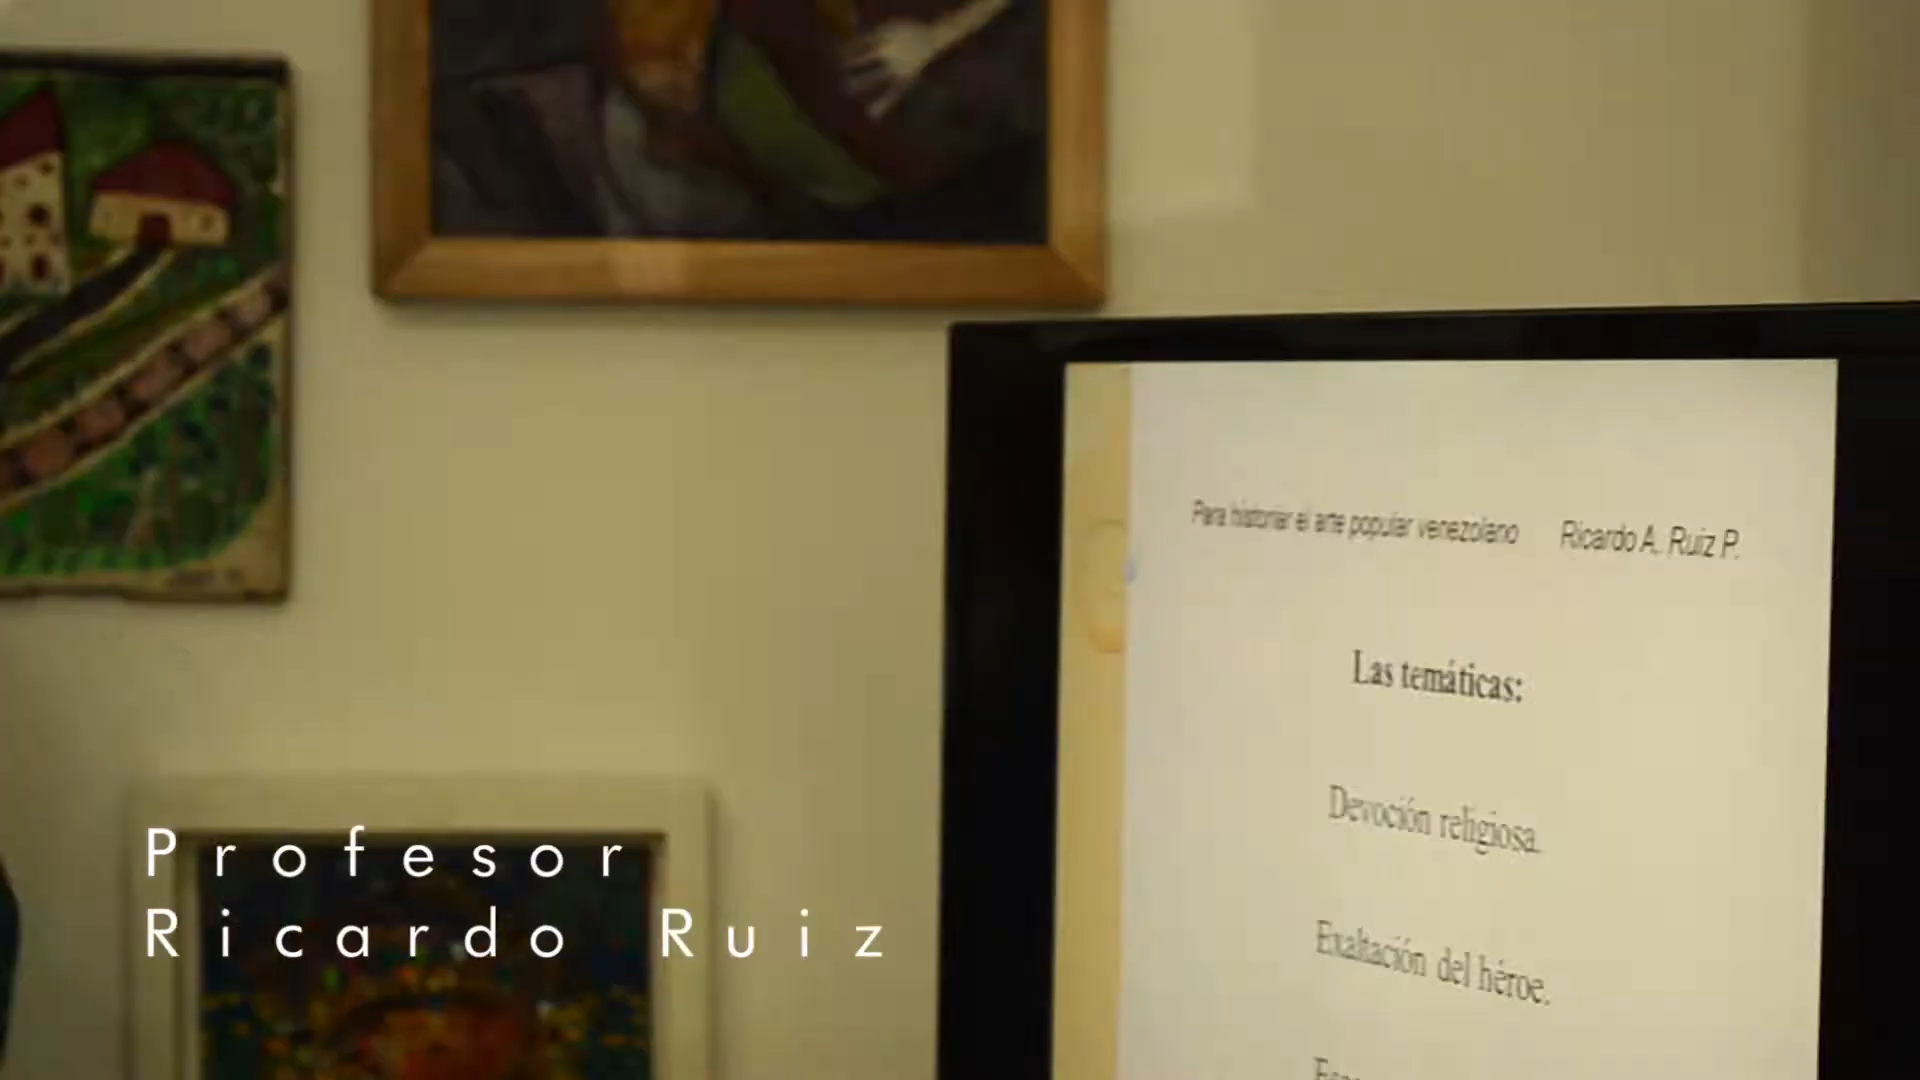 Para historiar el arte popular venezolano Ricardo A. Ruiz P.
Las temáticas:
Devoción religiosa.
Exaltación del héroe.
Profesor
Ricardo Ruiz